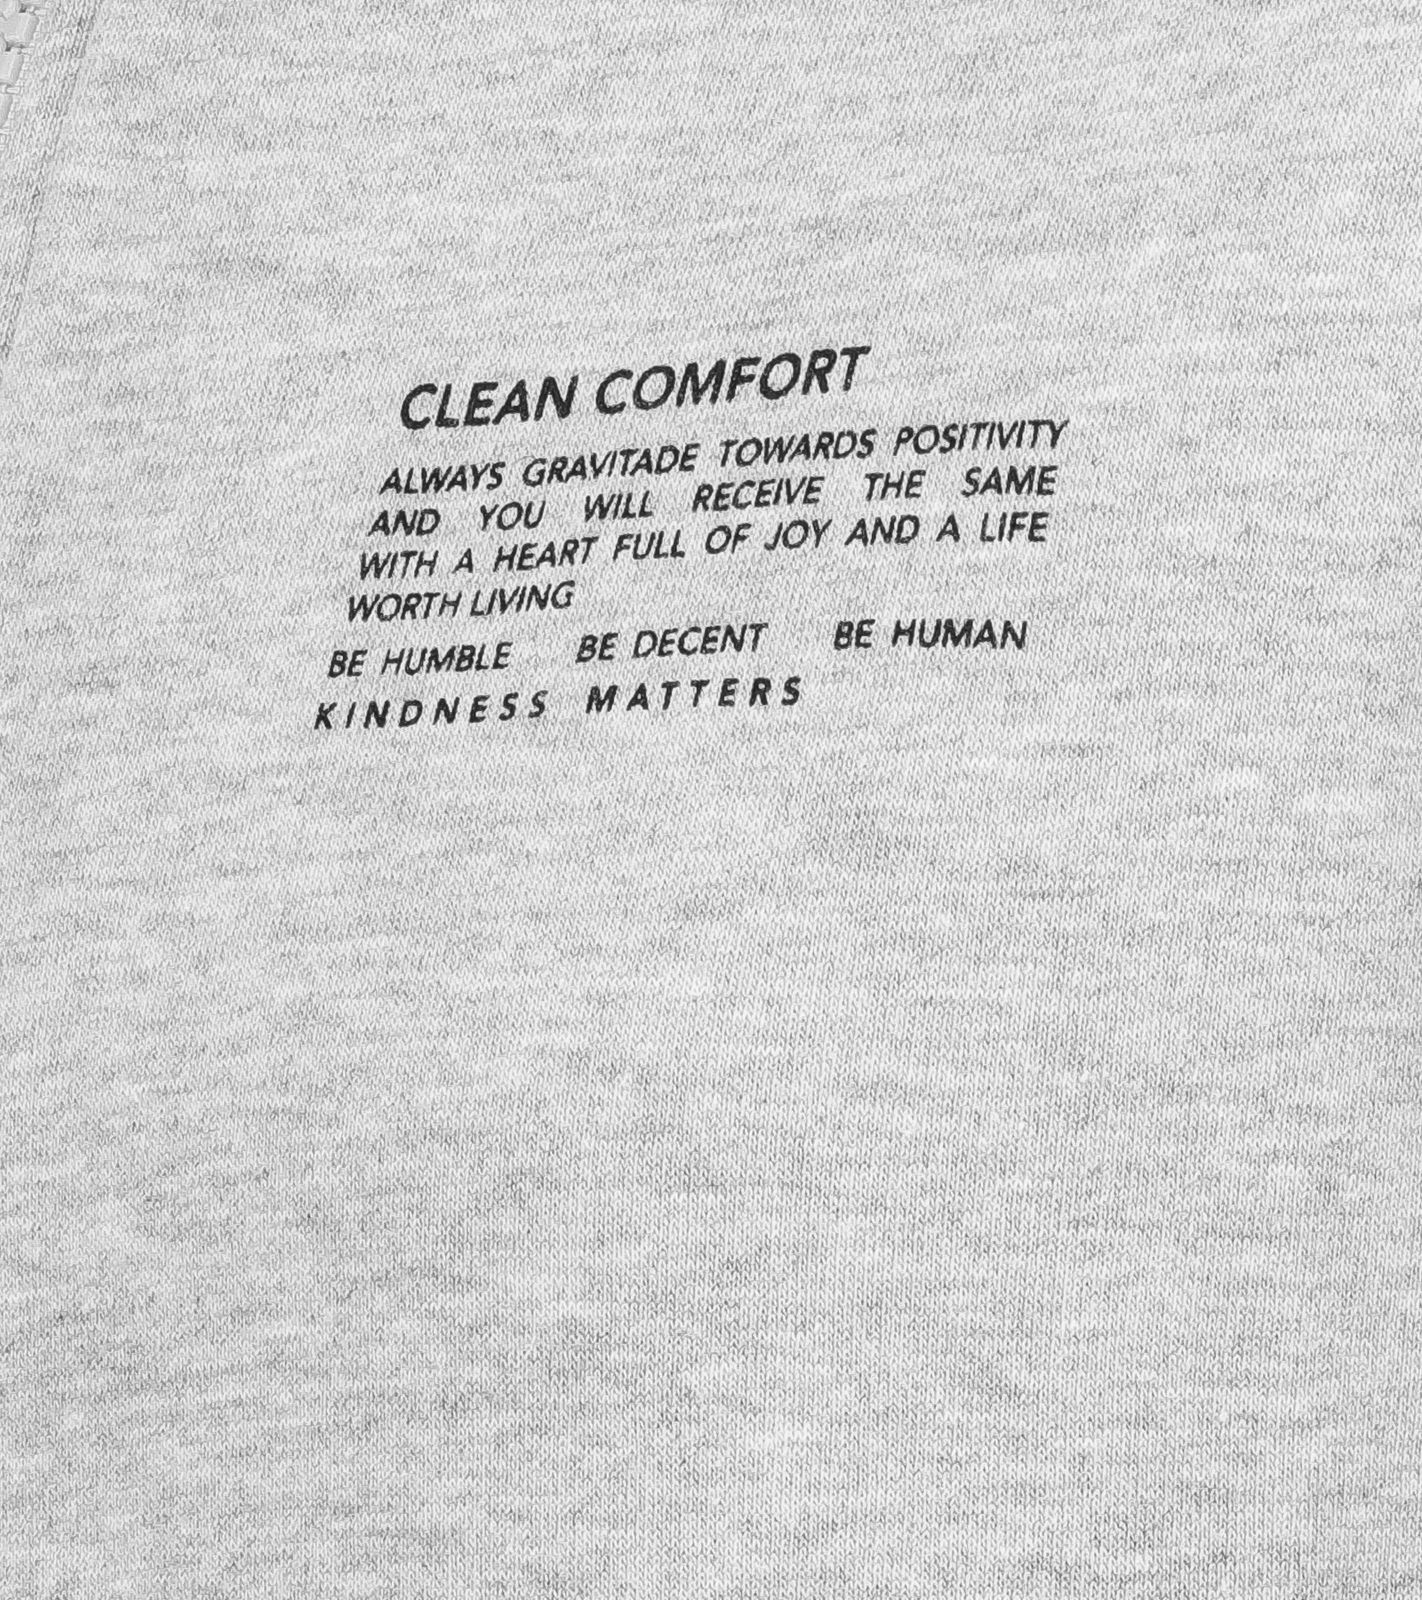 CLEAN COMFORT
ALWAYS GRAVITADE TOWARDS POSITIVITY
AND YOU WILL RECEIVE THE SAME
WITH A HEART FULL OF JOY AND A LIFE
WORTH LIVING
BE HUMBLE BE DECENT BE HUMAN
KINDNESS MATTERS